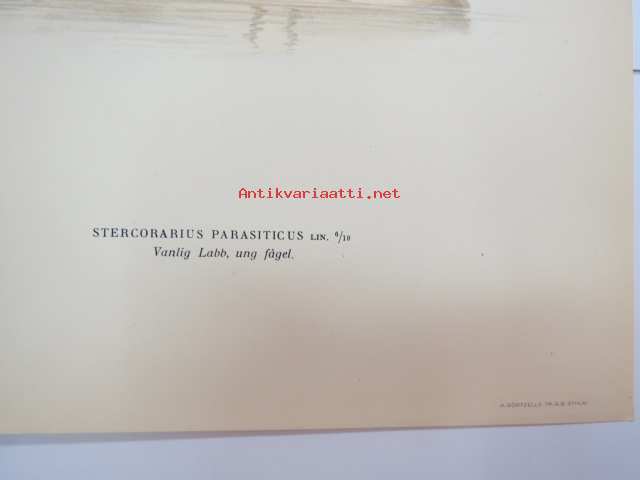 Antikvariaatti.net
STERCORARIUS PARASITICUS LIN. 6/10
Vanlig Labb, ung fågel.